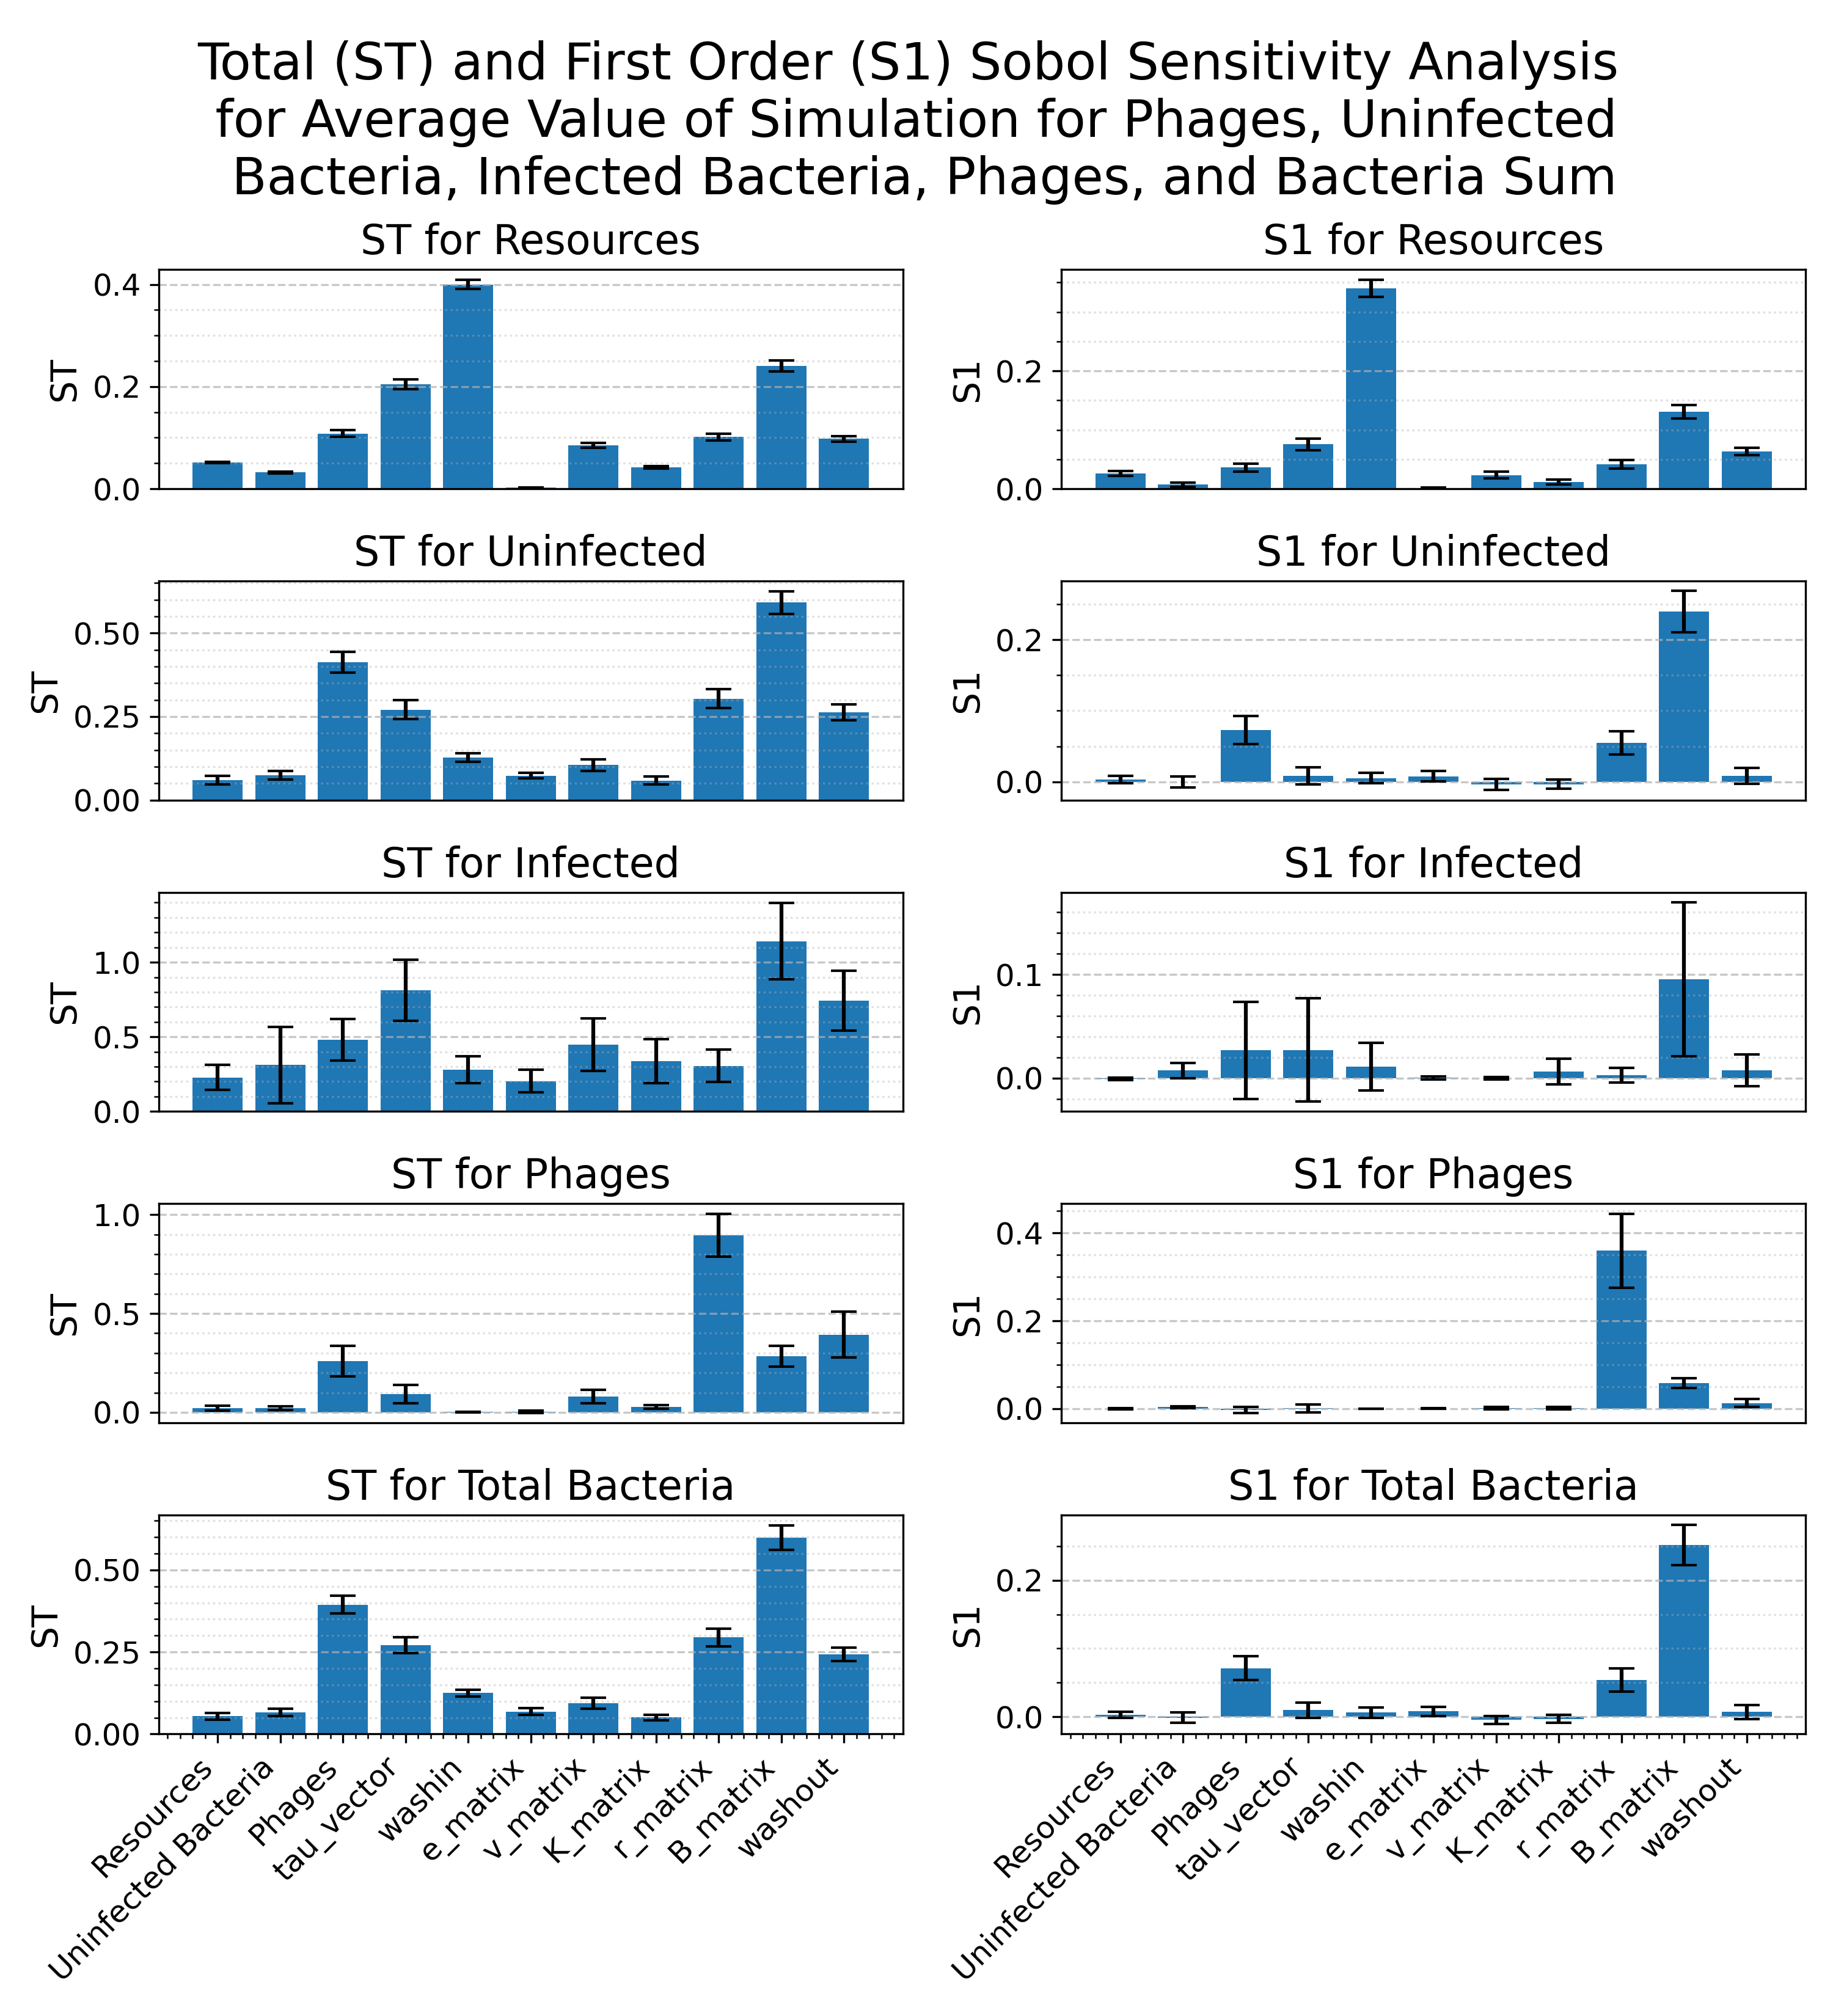 Total (ST) and First Order (S1) Sobol Sensitivity Analysis
for Average Value of Simulation for Phages, Uninfected
Bacteria, Infected Bacteria, Phages, and Bacteria Sum
ST for Resources
ST
0.4
0.2
0.0
S1 for Resources
S1
0.2
0.0
ST for Uninfected
ST
0.50
0.25
0.00
S1 for Uninfected
S1
0.2
0.0
ST for Infected
ST
1.0
0.5
0.0
S1 for Infected
S1
0.1
0.0
ST for Phages
ST
1.0
0.5
0.0
S1 for Phages
S1
0.4
0.2
0.0
ST for Total Bacteria
ST
0.50
0.25
0.00
Resources
Uninfected Bacteria
Phages
tau_vector
washin
e_matrix
v_matrix
K_matrix
r_matrix
B_matrix
washout
S1 for Total Bacteria
S1
0.2
0.0
Resources
Uninfected Bacteria
Phages
tau_vector
washin
e_matrix
v_matrix
K_matrix
r_matrix
B_matrix
washout